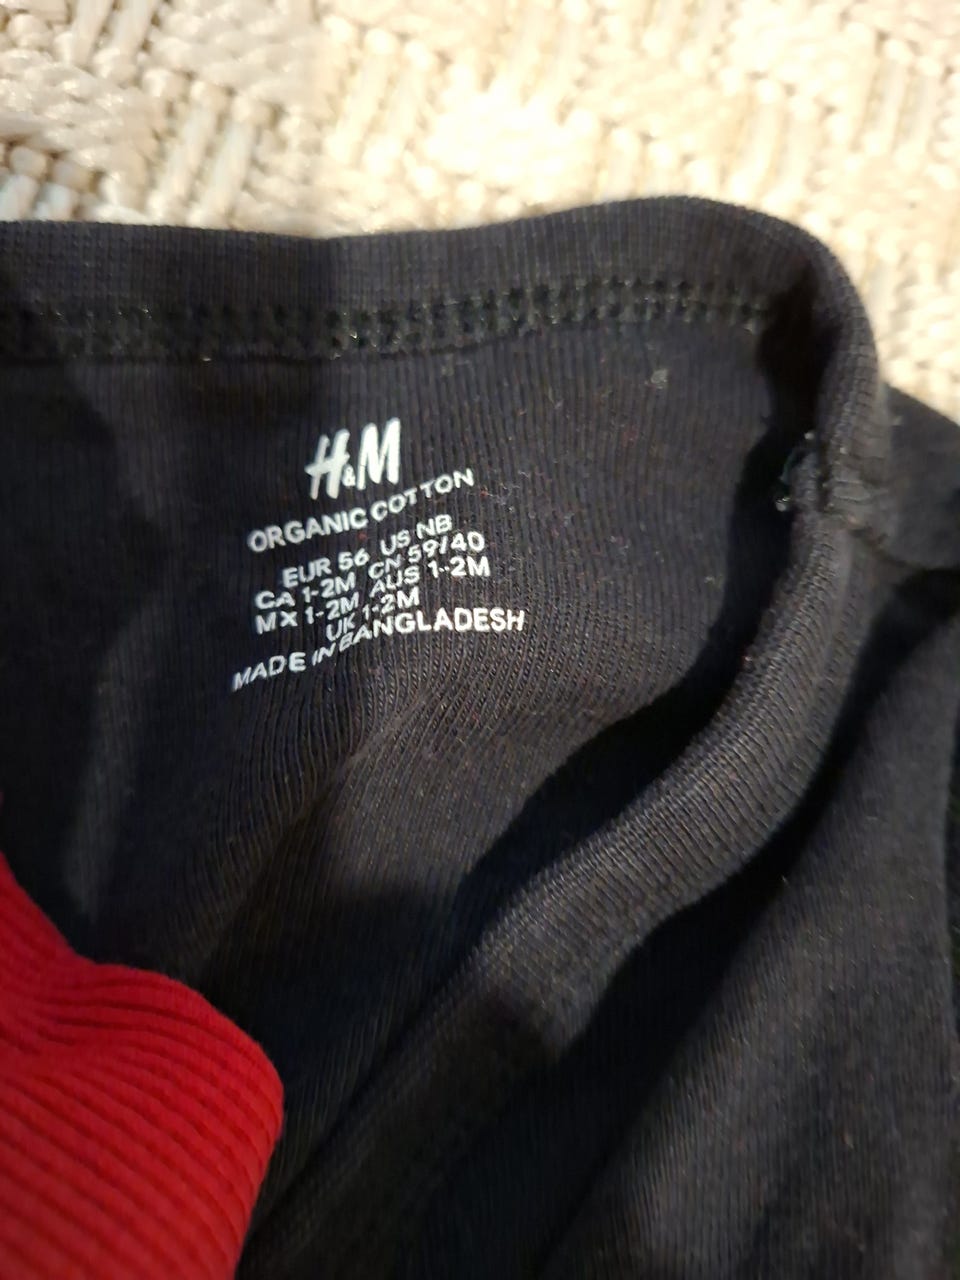 H&M
ORGANIC COTTON
EUR 56 US NB
CA 1-2M CN 59/40
MX 1-2M AUS 1-2M
UK 1-2M
MADE IN BANGLADESH